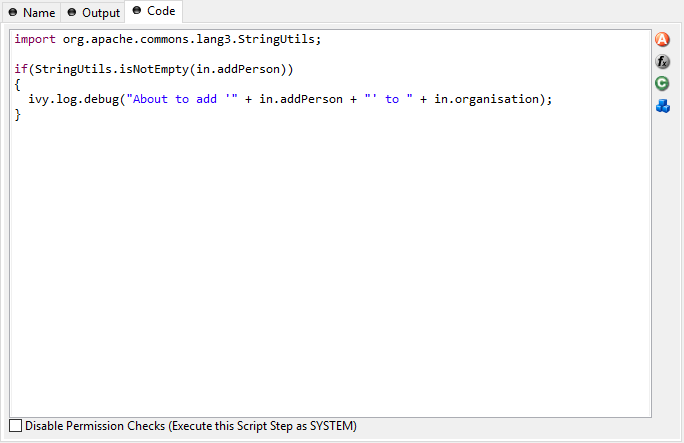 Name Output Code
import org.apache.commons.lang3.StringUtils;
if(StringUtils.isNotEmpty(in.addPerson))
{
ivy.log.debug("About to add '" + in.addPerson + "' to " + in.organisation);
}
A
fx
C
Disable Permission Checks (Execute this Script Step as SYSTEM)